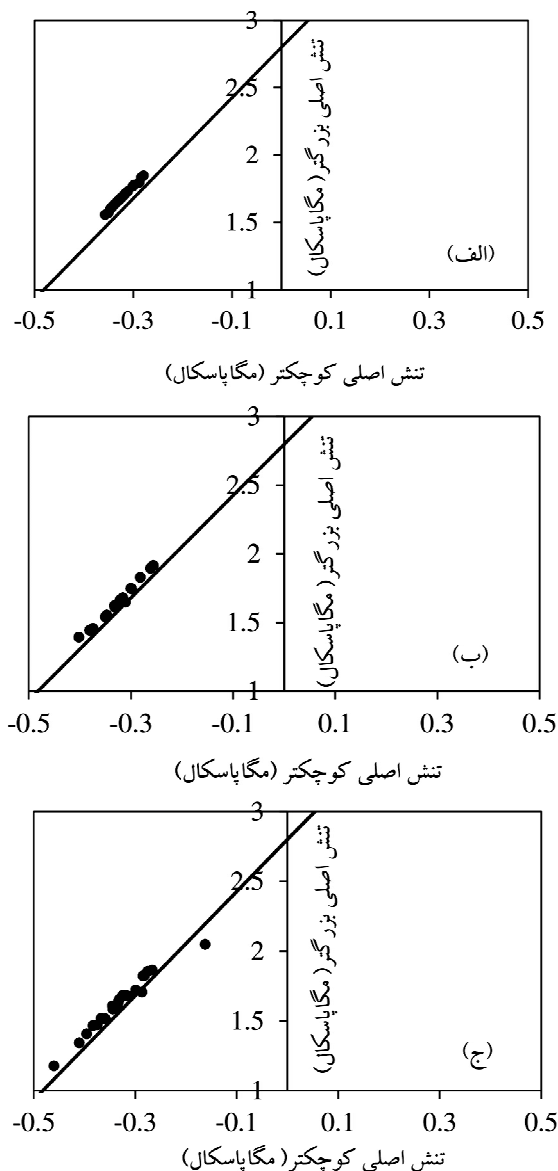 3
2.5
2
1.5
1
تنش اصلی بزرگتر( مگاپاسکال)
(الف)
-0.5 -0.3 -0.1 0.1 0.3 0.5
تنش اصلی کوچکتر (مگاپاسکال)
3
2.5
2
1.5
1
تنش اصلی بزرگتر( مگاپاسکال)
(ب)
-0.5 -0.3 -0.1 0.1 0.3 0.5
تنش اصلی کوچکتر (مگاپاسکال)
3
2.5
2
1.5
1
تنش اصلی بزرگتر( مگاپاسکال)
(ج)
-0.5 -0.3 -0.1 0.1 0.3 0.5
تنش اصلی کوچکتر( مگاپاسکال)